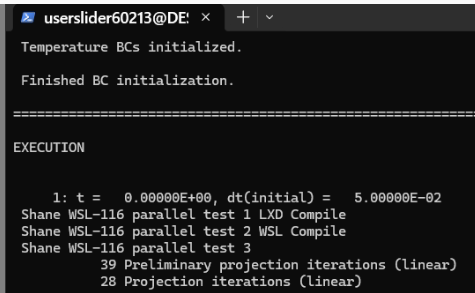 userslider60213@DES
Temperature BCs initialized.
Finished BC initialization.
================================================================
EXECUTION
1: t = 0.00000E+00, dt(initial) = 5.00000E-02
Shane WSL-116 parallel test 1 LXD Compile
Shane WSL-116 parallel test 2 WSL Compile
Shane WSL-116 parallel test 3
39 Preliminary projection iterations (linear)
28 Projection iterations (linear)